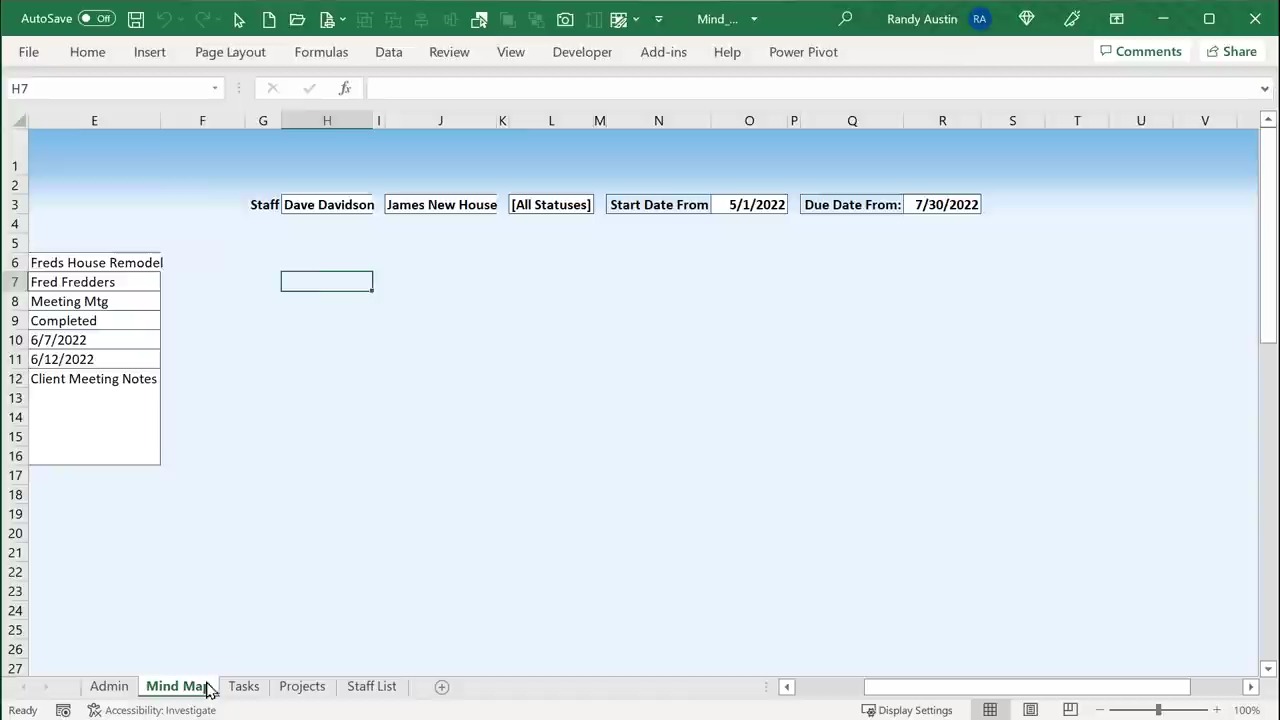 AutoSave Off Mind_... Randy Austin RA
File Home Insert Page Layout Formulas Data Review View Developer Add-ins Help Power Pivot Comments Share
H7 fx
E F G H I J K L M N O P Q R S T U V
1
2
3 Staff Dave Davidson James New House [All Statuses] Start Date From 5/1/2022 Due Date From: 7/30/2022
4
5
6 Freds House Remodel
7 Fred Fredders
8 Meeting Mtg
9 Completed
10 6/7/2022
11 6/12/2022
12 Client Meeting Notes
13
14
15
16
17
18
19
20
21
22
23
24
25
26
27
Admin Mind Map Tasks Projects Staff List
Ready Accessibility: Investigate Display Settings 100%